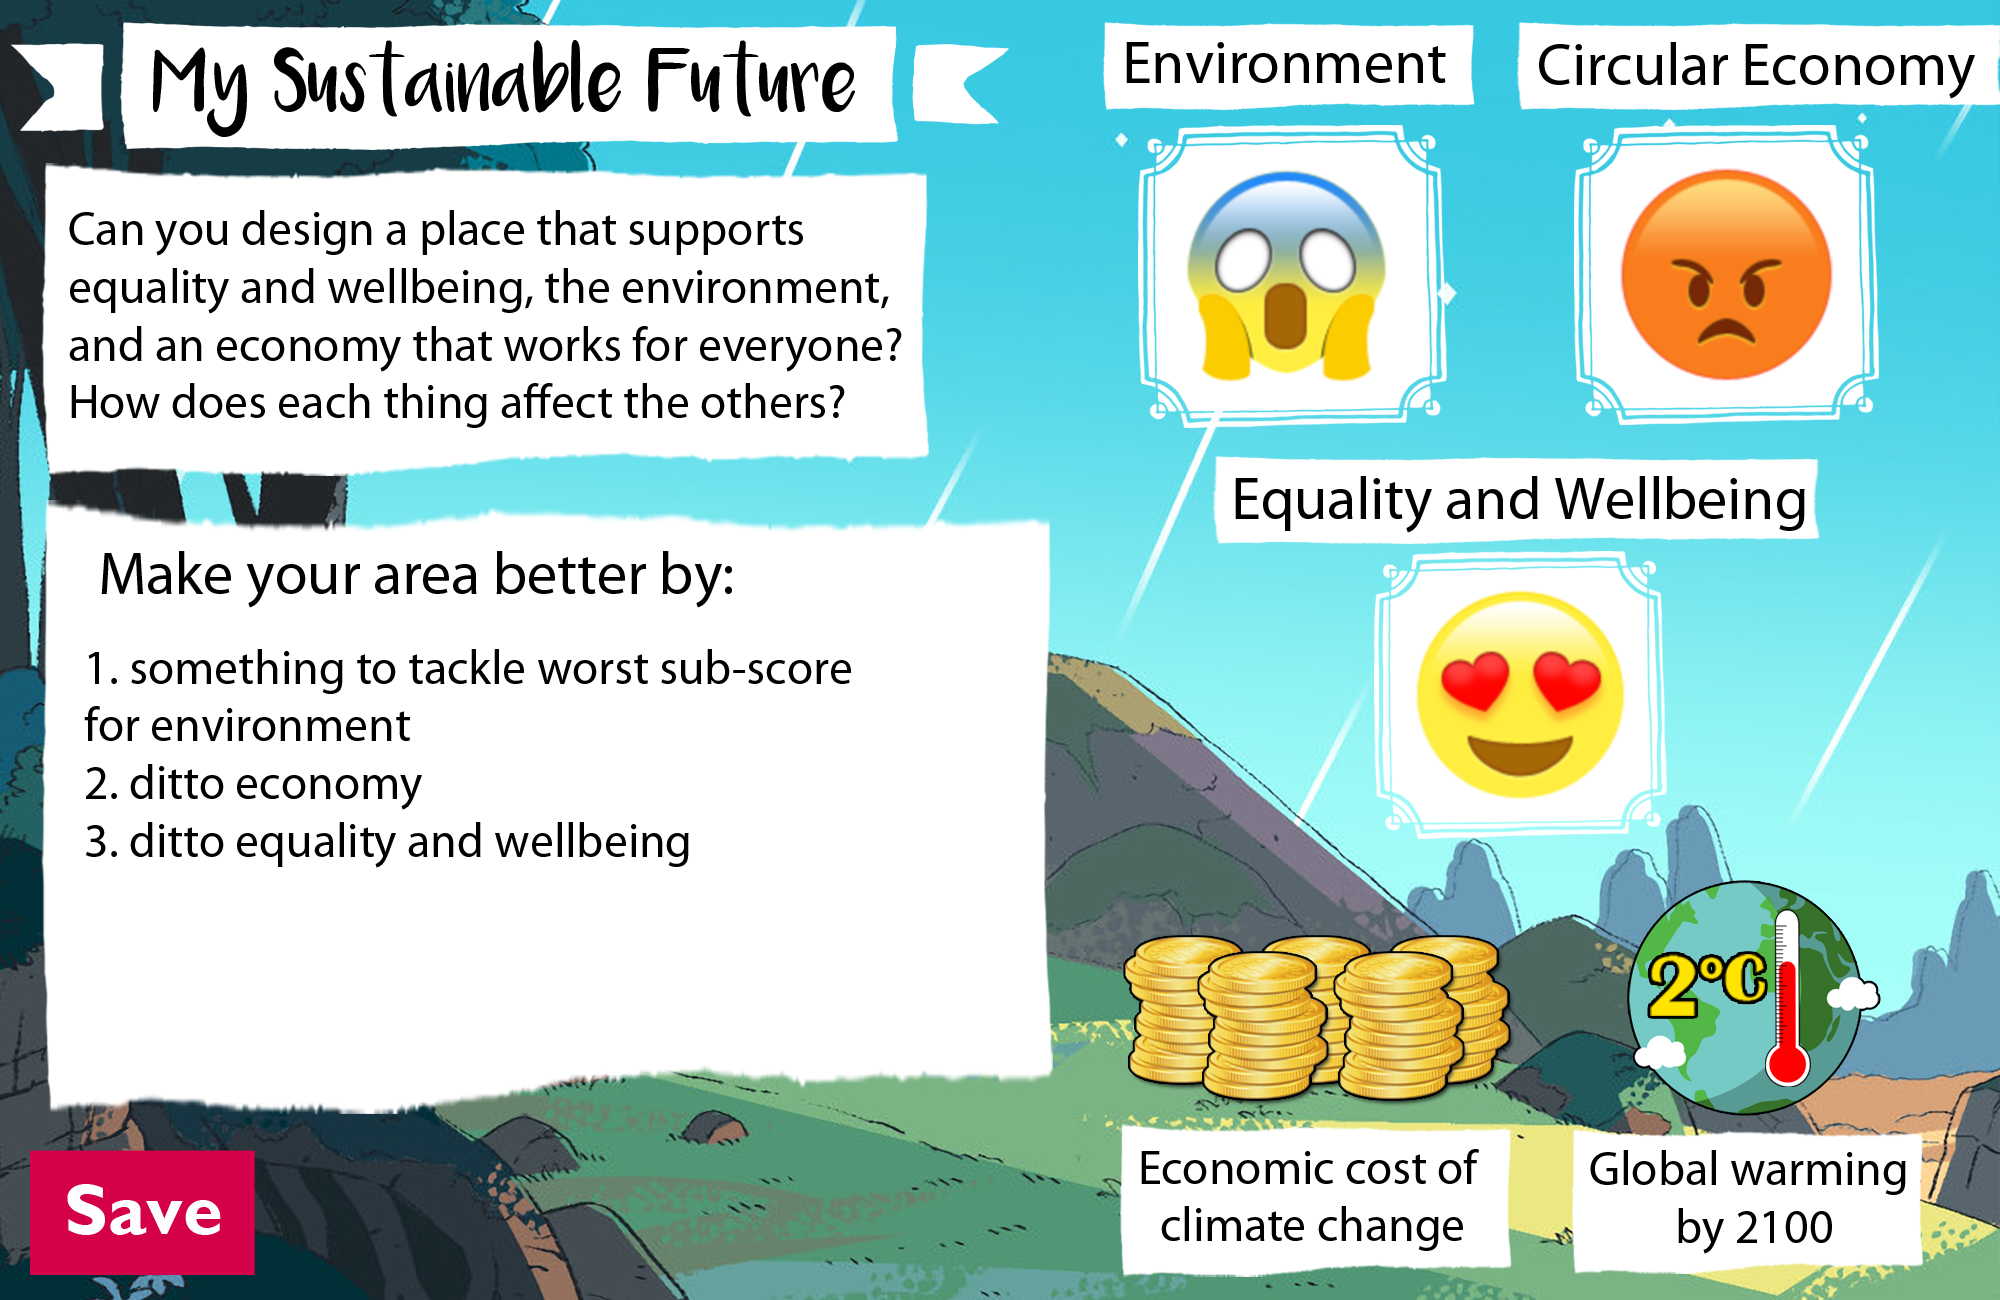 My Sustainable Future
Can you design a place that supports
equality and wellbeing, the environment,
and an economy that works for everyone?
How does each thing affect the others?
Make your area better by:
1. something to tackle worst sub-score
for environment
2. ditto economy
3. ditto equality and wellbeing
Save
Environment
Circular Economy
Equality and Wellbeing
2°C
Economic cost of
climate change
Global warming
by 2100